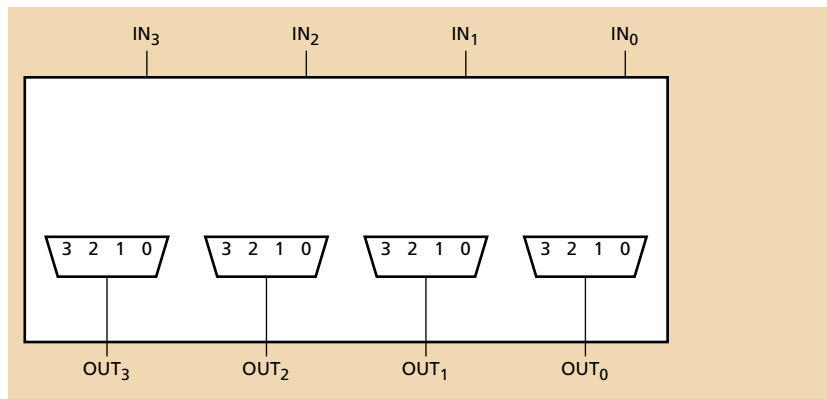 IN3 IN2 IN1 IN0
3 2 1 0 3 2 1 0 3 2 1 0 3 2 1 0
OUT3 OUT2 OUT1 OUT0